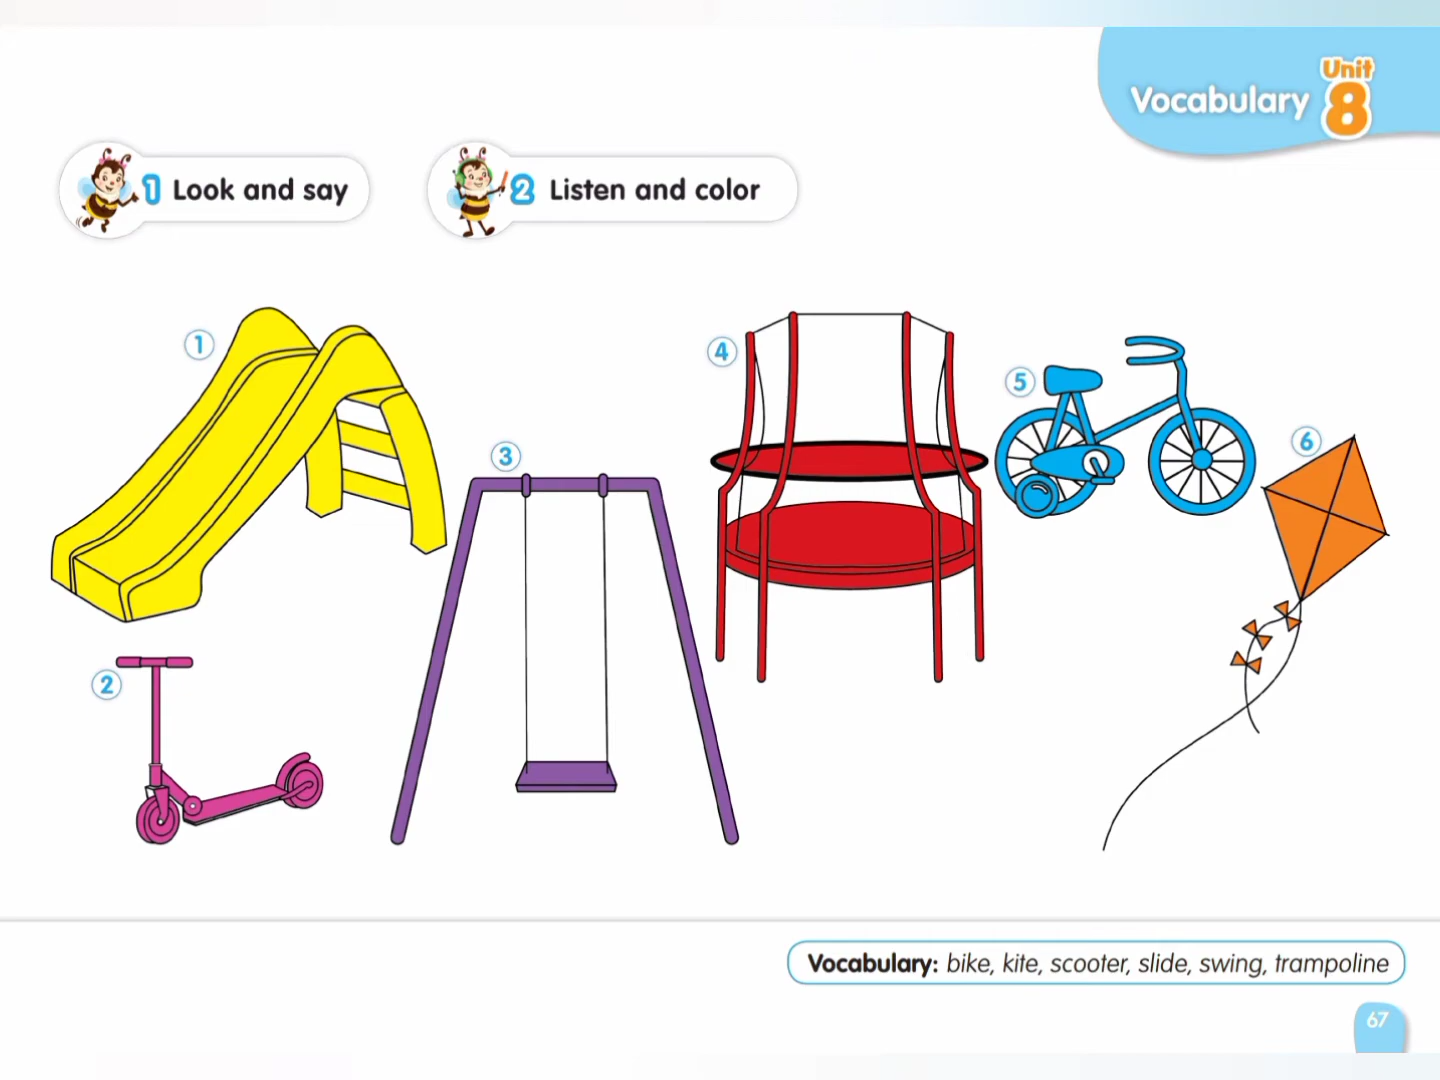 Vocabulary Unit 8
1 Look and say
2 Listen and color
1
2
3
4
5
6
Vocabulary: bike, kite, scooter, slide, swing, trampoline
67